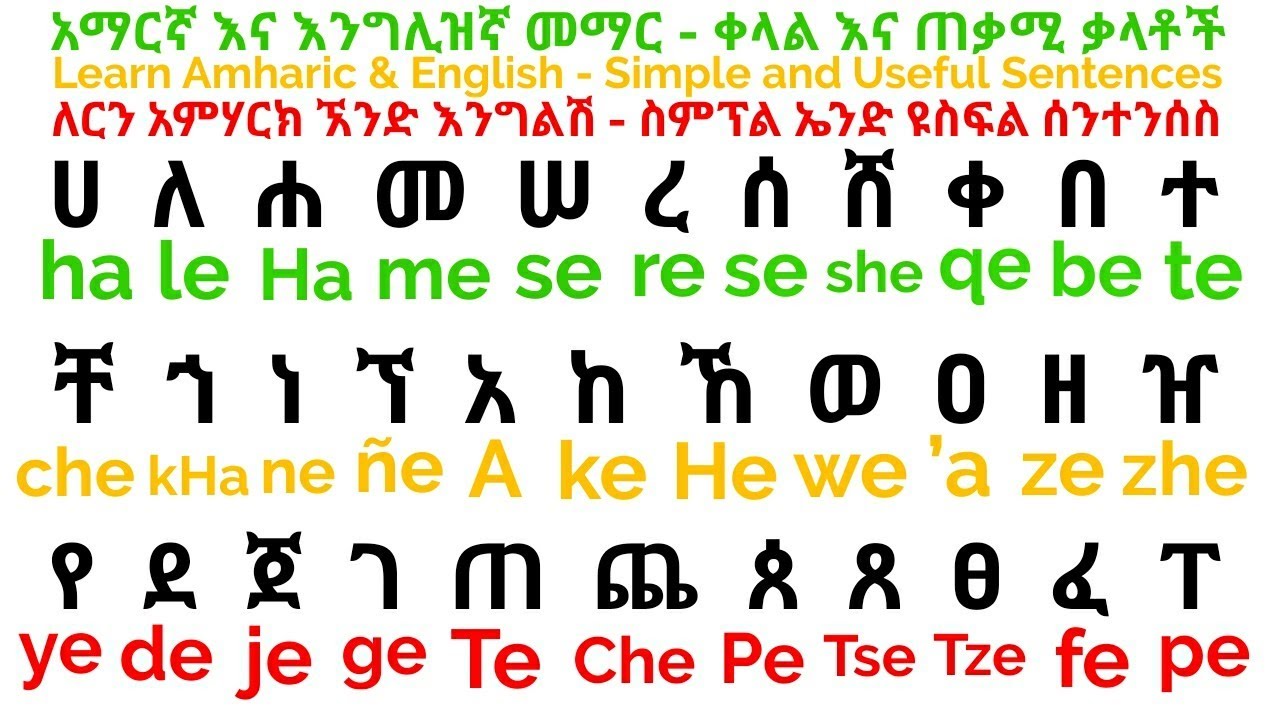 አማርኛ እና እንግሊዝኛ መማር - ቀላል እና ጠቃሚ ቃላቶች
Learn Amharic & English - Simple and Useful Sentences
ለርን አምሃርክ ኧንድ እንግልሽ - ስምፕል ኤንድ ዩስፍል ሰንተንሰስ
ሀ ለ ሐ መ ሠ ረ ሰ ሸ ቀ በ ተ
ha le Ha me se re se she qe be te
ቸ ኀ ነ ኘ አ ከ ኸ ወ ዐ ዘ ዠ
che kHa ne ñe A ke He we ’a ze zhe
የ ደ ጀ ገ ጠ ጨ ጰ ጸ ፀ ፈ ፐ
ye de je ge Te Che Pe Tse Tze fe pe